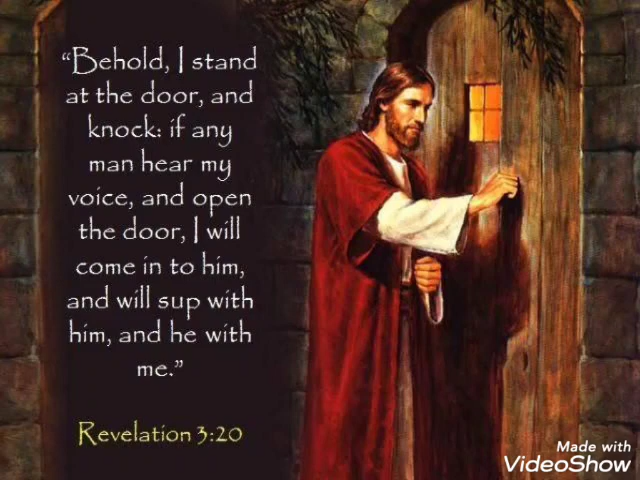 “Behold, I stand
at the door, and
knock: if any
man hear my
voice, and open
the door, I will
come in to him,
and will sup with
him, and he with
me.”
Revelation 3:20
Made with
VideoShow